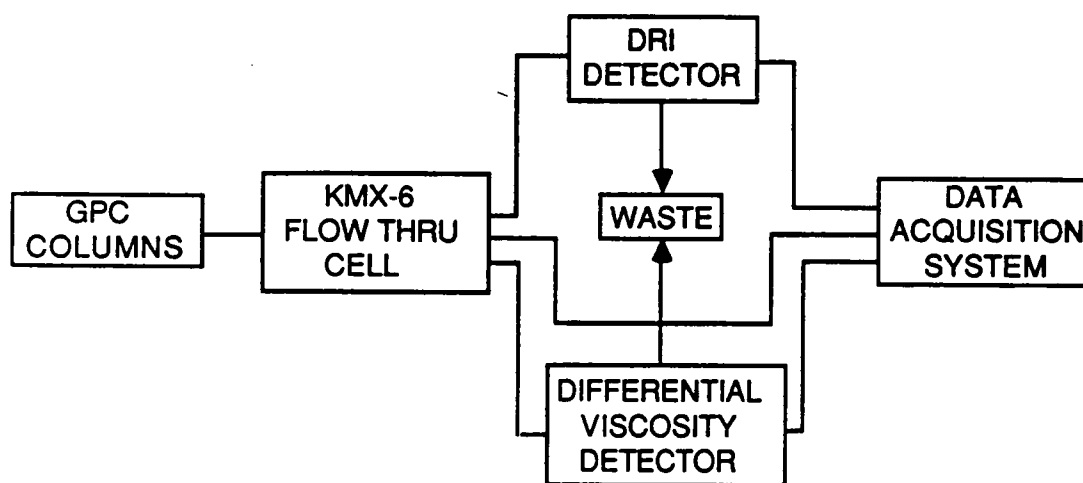 DRI
DETECTOR
GPC
COLUMNS
KMX-6
FLOW THRU
CELL
WASTE
DATA
ACQUISITION
SYSTEM
DIFFERENTIAL
VISCOSITY
DETECTOR